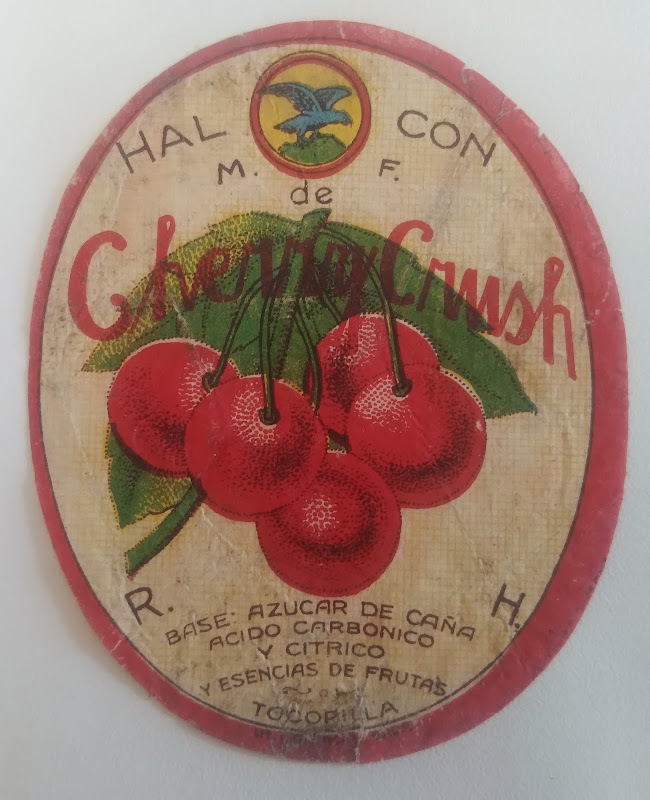 HAL CON
M. F.
de
Cherry Crush
R. H.
BASE: AZUCAR DE CAÑA
ACIDO CARBONICO
Y CITRICO
Y ESENCIAS DE FRUTAS
TOCOPILLA